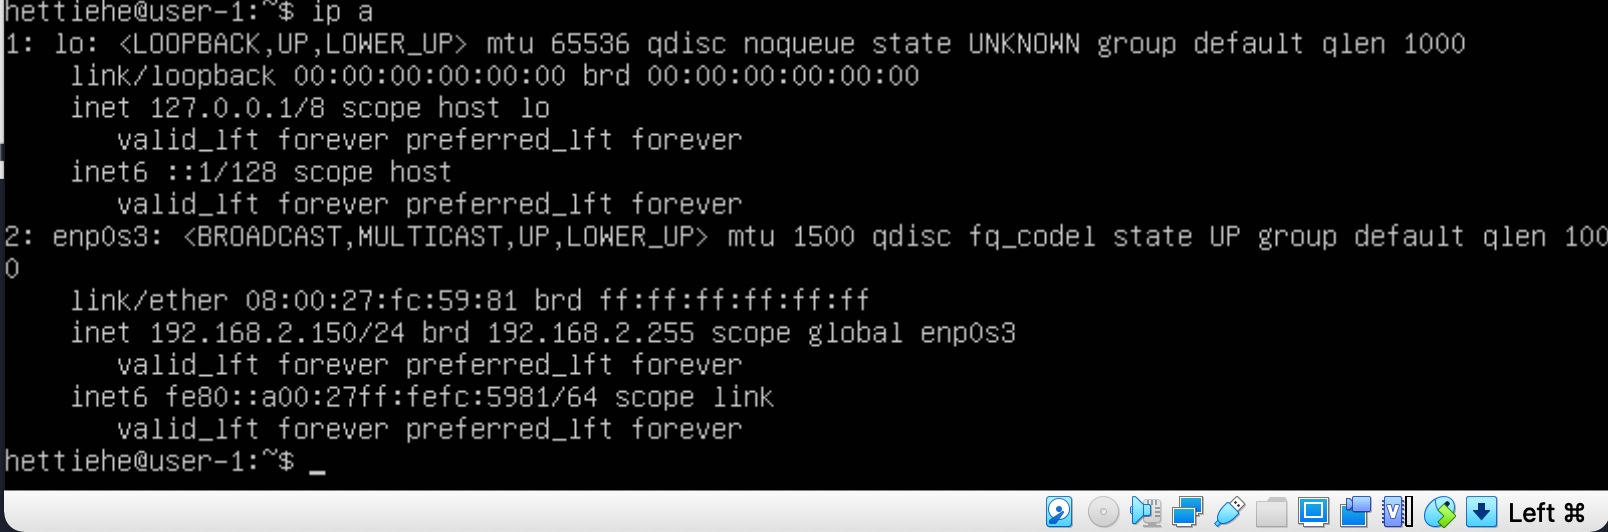 hettiehe@user-1:~$ ip a
1: lo: <LOOPBACK,UP,LOWER_UP> mtu 65536 qdisc noqueue state UNKNOWN group default qlen 1000
    link/loopback 00:00:00:00:00:00 brd 00:00:00:00:00:00
    inet 127.0.0.1/8 scope host lo
       valid_lft forever preferred_lft forever
    inet6 ::1/128 scope host
       valid_lft forever preferred_lft forever
2: enp0s3: <BROADCAST,MULTICAST,UP,LOWER_UP> mtu 1500 qdisc fq_codel state UP group default qlen 100
0
    link/ether 08:00:27:fc:59:81 brd ff:ff:ff:ff:ff:ff
    inet 192.168.2.150/24 brd 192.168.2.255 scope global enp0s3
       valid_lft forever preferred_lft forever
    inet6 fe80::a00:27ff:fefc:5981/64 scope link
       valid_lft forever preferred_lft forever
hettiehe@user-1:~$ _
Left ⌘